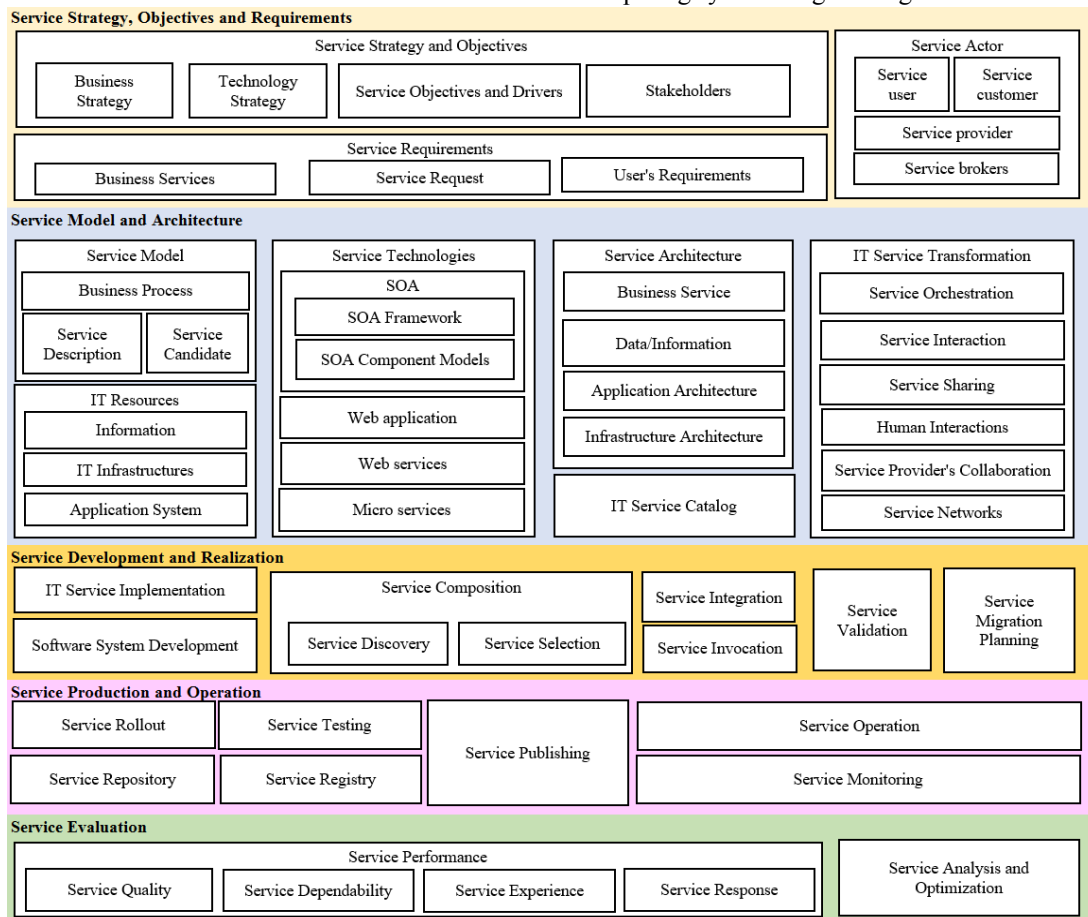 Service Strategy, Objectives and Requirements
Service Strategy and Objectives
Business
Strategy
Technology
Strategy
Service Objectives and Drivers
Stakeholders
Service Actor
Service
user
Service
customer
Service provider
Service brokers
Service Requirements
Business Services
Service Request
User's Requirements
Service Model and Architecture
Service Model
Business Process
Service
Description
Service
Candidate
IT Resources
Information
IT Infrastructures
Application System
Service Technologies
SOA
SOA Framework
SOA Component Models
Web application
Web services
Micro services
Service Architecture
Business Service
Data/Information
Application Architecture
Infrastructure Architecture
IT Service Catalog
IT Service Transformation
Service Orchestration
Service Interaction
Service Sharing
Human Interactions
Service Provider's Collaboration
Service Networks
Service Development and Realization
IT Service Implementation
Software System Development
Service Composition
Service Discovery
Service Selection
Service Integration
Service Invocation
Service
Validation
Service
Migration
Planning
Service Production and Operation
Service Rollout
Service Testing
Service Repository
Service Registry
Service Publishing
Service Operation
Service Monitoring
Service Evaluation
Service Performance
Service Quality
Service Dependability
Service Experience
Service Response
Service Analysis and
Optimization